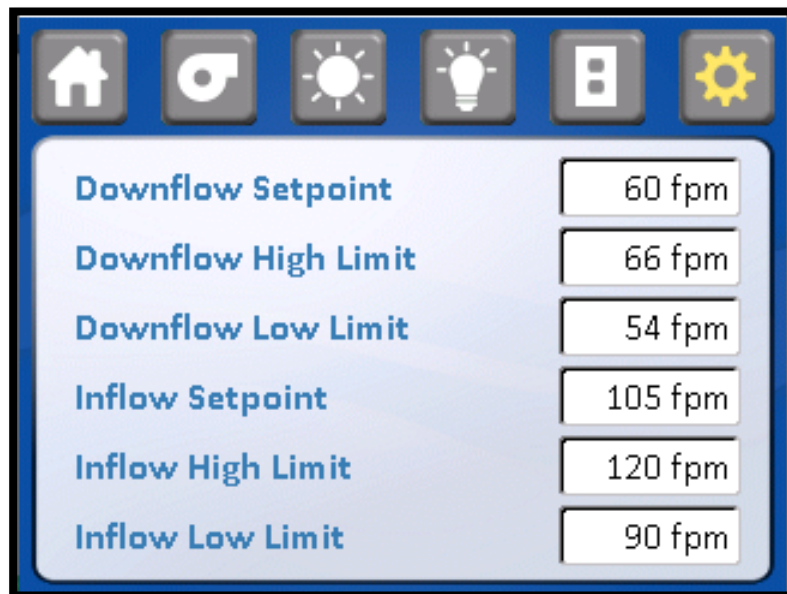 Downflow Setpoint 60 fpm
Downflow High Limit 66 fpm
Downflow Low Limit 54 fpm
Inflow Setpoint 105 fpm
Inflow High Limit 120 fpm
Inflow Low Limit 90 fpm